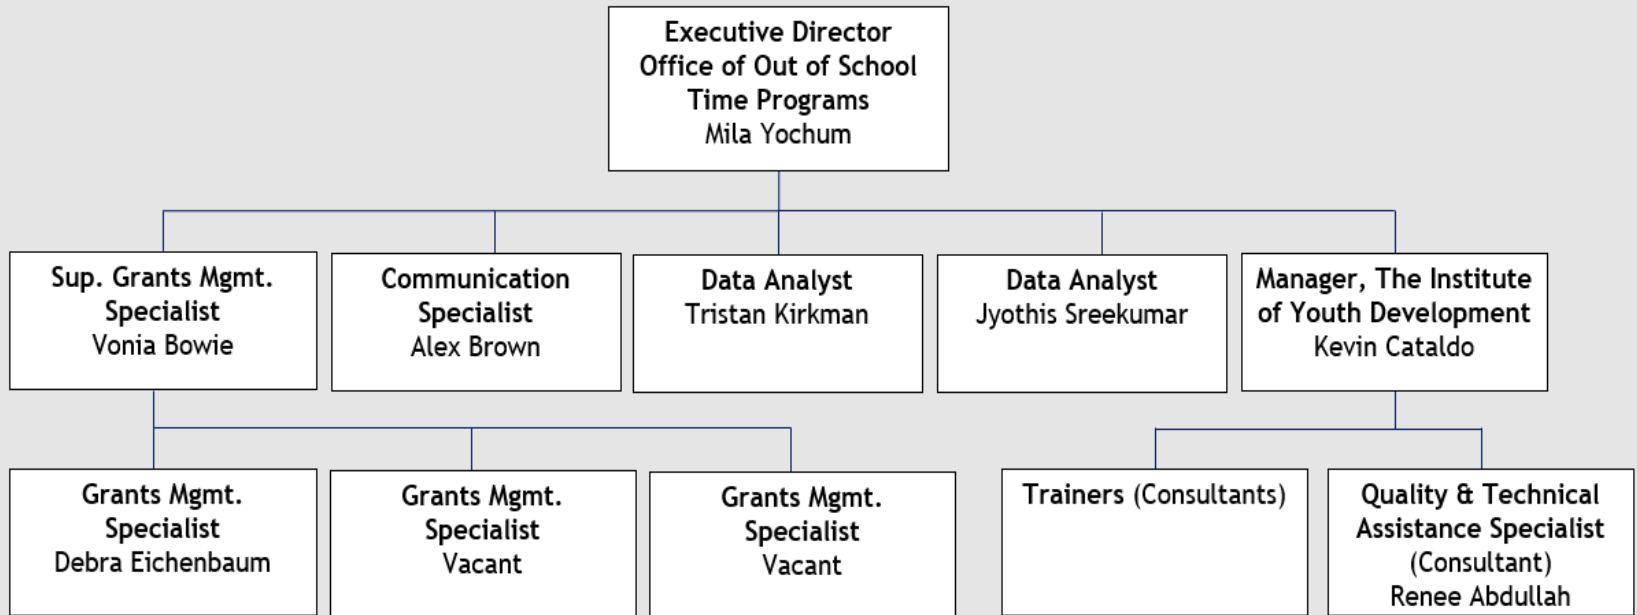 Executive Director
Office of Out of School
Time Programs
Mila Yochum
Sup. Grants Mgmt.
Specialist
Vonia Bowie
Communication
Specialist
Alex Brown
Data Analyst
Tristan Kirkman
Data Analyst
Jyothis Sreekumar
Manager, The Institute
of Youth Development
Kevin Cataldo
Grants Mgmt.
Specialist
Debra Eichenbaum
Grants Mgmt.
Specialist
Vacant
Grants Mgmt.
Specialist
Vacant
Trainers (Consultants)
Quality & Technical
Assistance Specialist
(Consultant)
Renee Abdullah